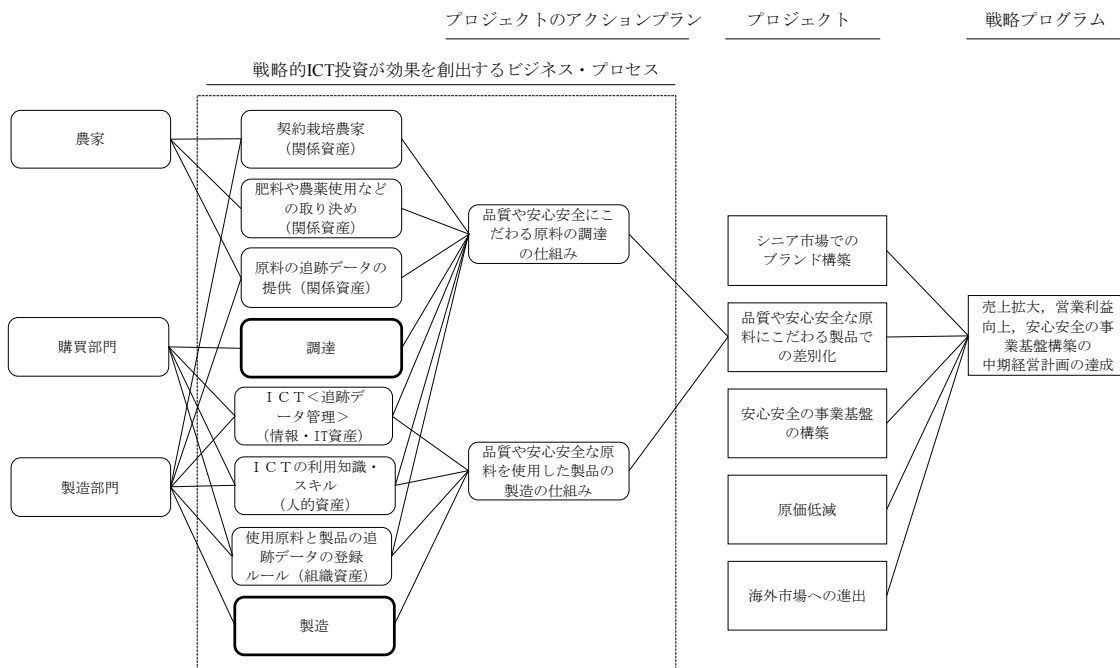 プロジェクトのアクションプラン
プロジェクト
戦略プログラム
戦略的ICT投資が効果を創出するビジネス・プロセス
農家
購買部門
製造部門
契約栽培農家
(関係資産)
肥料や農薬使用など
の取り決め
(関係資産)
原料の追跡データの
提供（関係資産）
調達
ＩＣＴ＜追跡デ
ータ管理＞
(情報・IT資産)
ＩＣＴの利用知識・
スキル
(人的資産)
使用原料と製品の追
跡データの登録
ルール（組織資産）
製造
品質や安心安全にこ
だわる原料の調達
の仕組み
品質や安心安全な原
料を使用した製品の
製造の仕組み
シニア市場での
ブランド構築
品質や安心安全な原
料にこだわる製品で
の差別化
安心安全の事業基盤
の構築
原価低減
海外市場への進出
売上拡大，営業利益
向上，安心安全の事
業基盤構築の
中期経営計画の達成